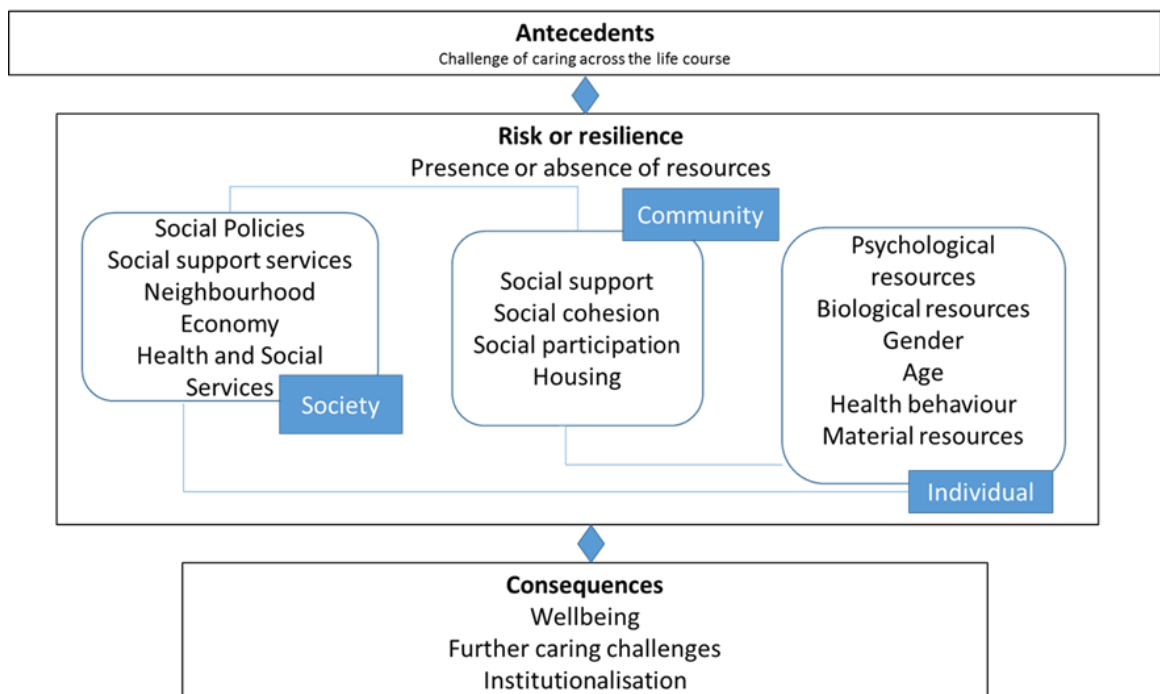 Antecedents
Challenge of caring across the life course
Risk or resilience
Presence or absence of resources
Social Policies
Social support services
Neighbourhood
Economy
Health and Social
Services
Society
Community
Social support
Social cohesion
Social participation
Housing
Psychological
resources
Biological resources
Gender
Age
Health behaviour
Material resources
Individual
Consequences
Wellbeing
Further caring challenges
Institutionalisation